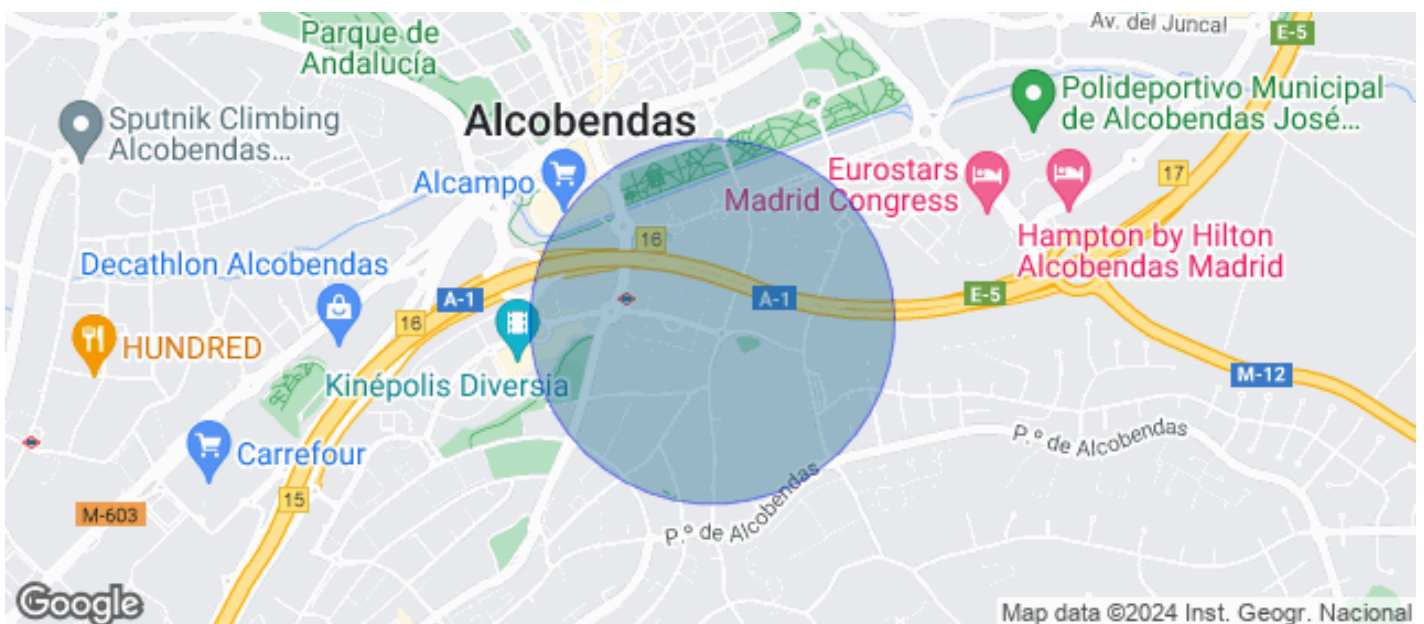 Av. del Juncal
E-5
Parque de
Andalucía
Sputnik Climbing
Alcobendas...
Alcobendas
Polideportivo Municipal
de Alcobendas José...
Alcampo
Eurostars
Madrid Congress
17
Hampton by Hilton
Alcobendas Madrid
16
Decathlon Alcobendas
A-1
A-1
E-5
16
HUNDRED
Kinépolis Diversia
M-12
P.º de Alcobendas
Carrefour
15
M-603
P.º de Alcobendas
Google
Map data ©2024 Inst. Geogr. Nacional